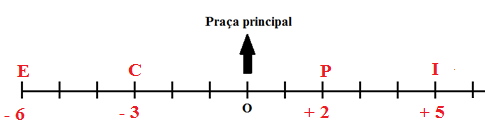 Praça principal
E C P I
- 6 - 3 O + 2 + 5